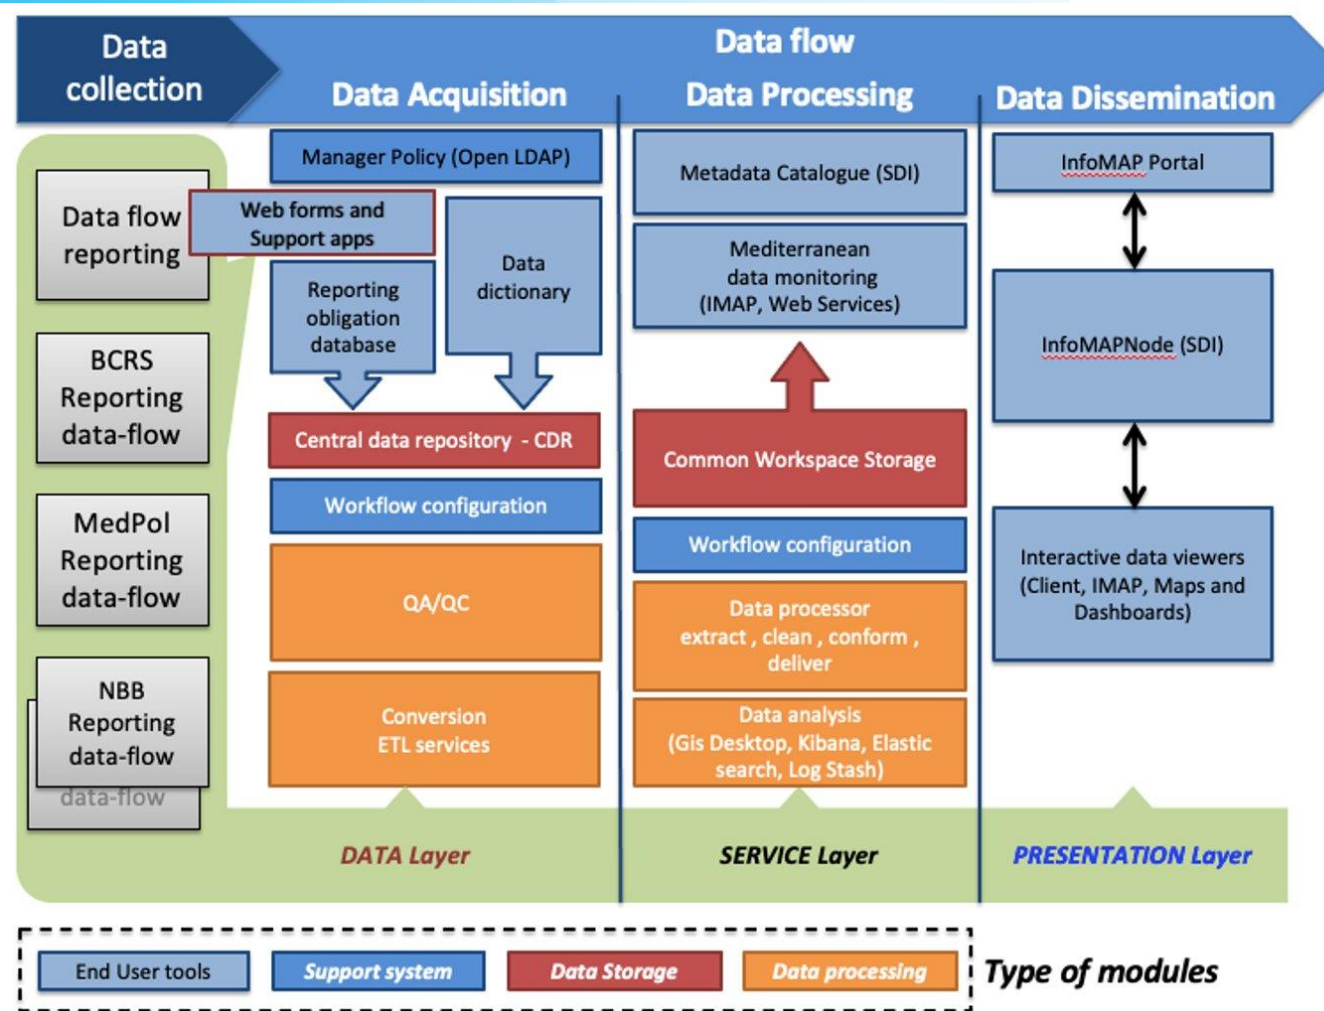 Data
collection
Data flow
Data Acquisition
Data Processing
Data Dissemination
Data flow
reporting
BCRS
Reporting
data-flow
MedPol
Reporting
data-flow
NBB
Reporting
data-flow
data-flow
Manager Policy (Open LDAP)
Web forms and
Support apps
Reporting
obligation
database
Data
dictionary
Central data repository - CDR
Workflow configuration
QA/QC
Conversion
ETL services
Metadata Catalogue (SDI)
Mediterranean
data monitoring
(IMAP, Web Services)
Common Workspace Storage
Workflow configuration
Data processor
extract , clean , conform ,
deliver
Data analysis
(Gis Desktop, Kibana, Elastic
search, Log Stash)
InfoMAP Portal
InfoMAPNode (SDI)
Interactive data viewers
(Client, IMAP, Maps and
Dashboards)
DATA Layer
SERVICE Layer
PRESENTATION Layer
End User tools
Support system
Data Storage
Data processing
Type of modules